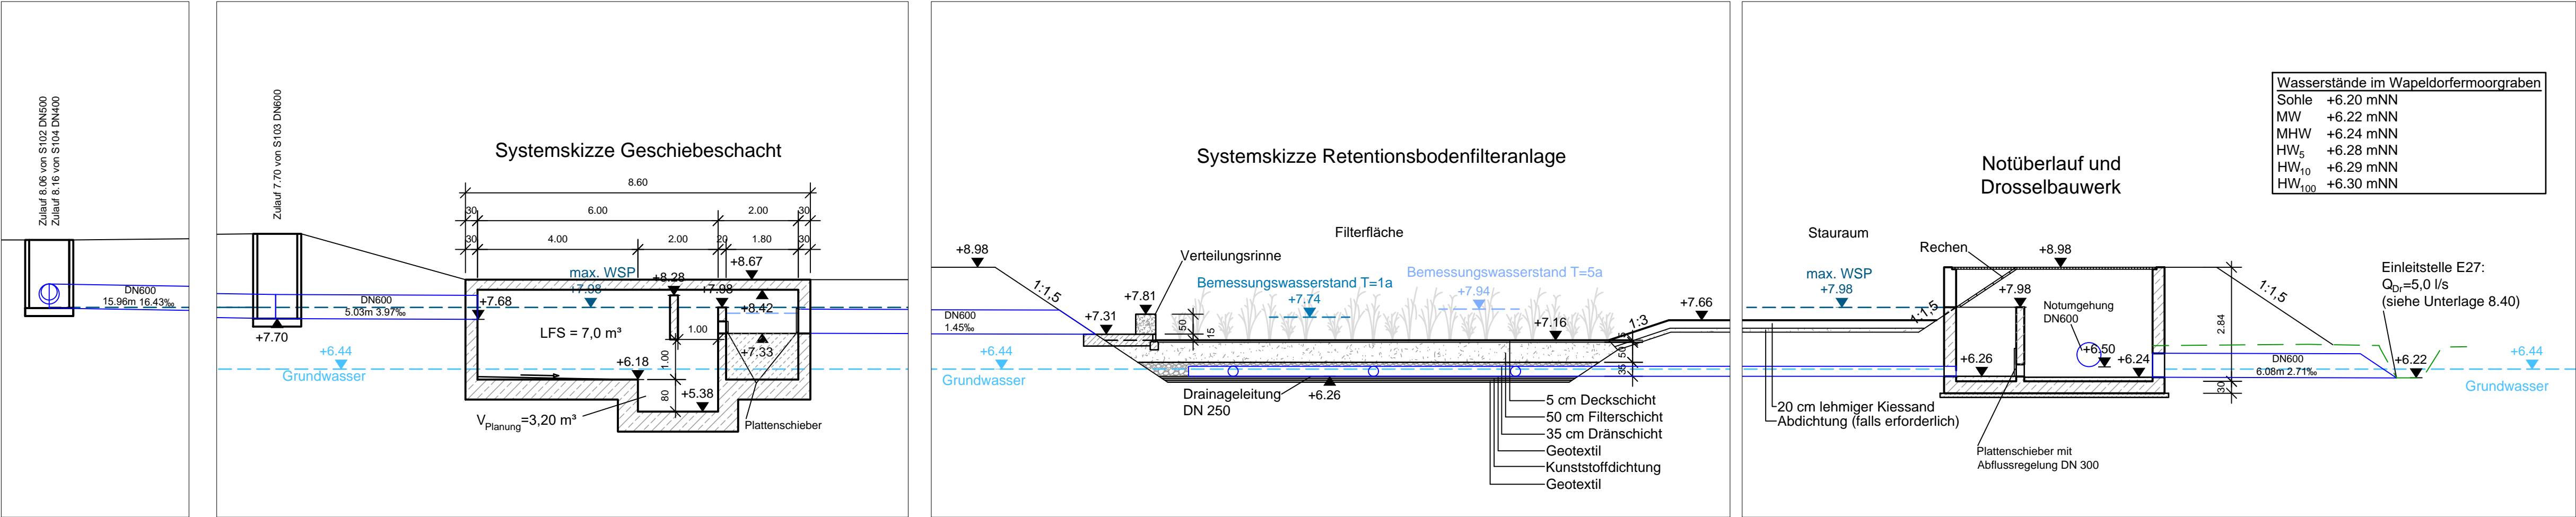 Zulauf 8.06 von S102 DN500
Zulauf 8.16 von S104 DN400
DN600
15.96m 16.43‰
Zulauf 7.70 von S103 DN600
+7.70
DN600
5.03m 3.97‰
+6.44
Grundwasser
Systemskizze Geschiebeschacht
8.60
30
6.00
2.00
30
30
4.00
2.00
20
1.80
30
max. WSP
+7.98
+8.28
+8.67
+7.98
+8.42
+7.68
LFS = 7,0 m³
1.00
+7.33
+6.18
1.00
80
+5.38
VPlanung=3,20 m³
Plattenschieber
Systemskizze Retentionsbodenfilteranlage
Filterfläche
+8.98
1:1,5
Verteilungsrinne
Bemessungswasserstand T=1a
+7.74
Bemessungswasserstand T=5a
+7.94
+7.81
+7.31
50
15
DN600
1.45‰
+6.44
Grundwasser
+7.16
1:3
+7.66
5
50
35
Drainageleitung
DN 250
+6.26
5 cm Deckschicht
50 cm Filterschicht
35 cm Dränschicht
Geotextil
Kunststoffdichtung
Geotextil
Notüberlauf und
Drosselbauwerk
Stauraum
max. WSP
+7.98
Rechen
+8.98
1:1,5
+7.98
Notumgehung
DN600
+6.50
+6.26
+6.24
20 cm lehmiger Kiessand
Abdichtung (falls erforderlich)
Plattenschieber mit
Abflussregelung DN 300
2.84
30
1:1,5
DN600
6.08m 2.71‰
+6.22
Einleitstelle E27:
QDr=5,0 l/s
(siehe Unterlage 8.40)
+6.44
Grundwasser
Wasserstände im Wapeldorfermoorgraben
Sohle +6.20 mNN
MW +6.22 mNN
MHW +6.24 mNN
HW5 +6.28 mNN
HW10 +6.29 mNN
HW100 +6.30 mNN